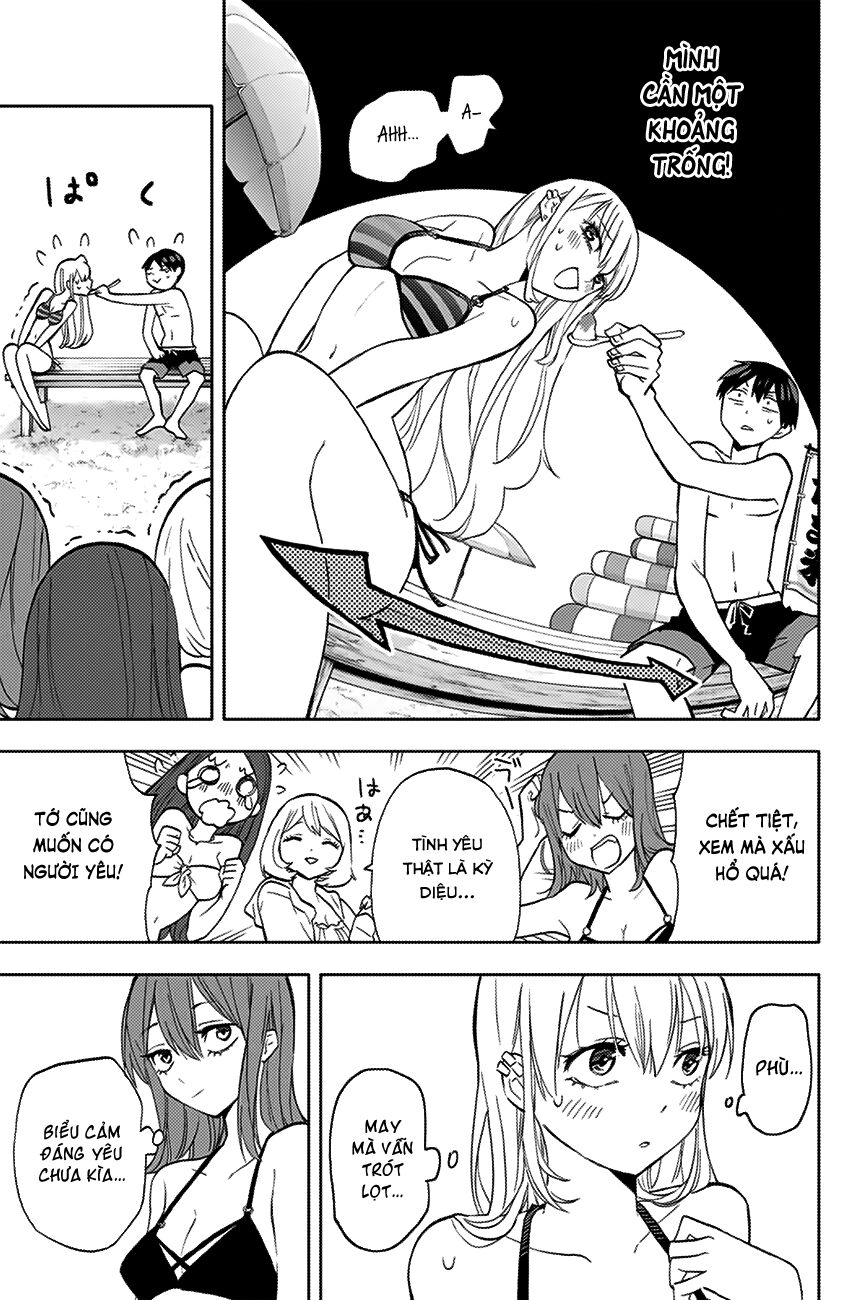 MÌNH
CẦN MỘT
KHOẢNG
TRỐNG!
A-
AHH...
ぱく
CHẾT TIỆT,
XEM MÀ XẤU
HỔ QUÁ!
TÌNH YÊU
THẬT LÀ KỲ
DIỆU...
はあ…
TỚ CŨNG
MUỐN CÓ
NGƯỜI YÊU!
PHÙ...
MAY
MÀ VẪN
TRÓT
LỌT...
BIỂU CẢM
ĐÁNG YÊU
CHƯA KÌA...